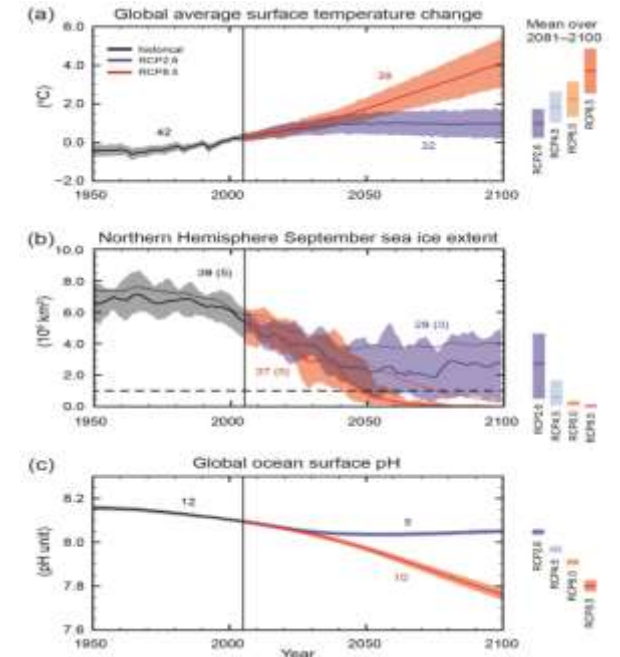 (a) Global average surface temperature change
Mean over
2081–2100
6.0
4.0
2.0
0.0
−2.0
(°C)
historical
RCP2.6
RCP8.5
42
39
32
1950 2000 2050 2100
RCP2.6
RCP4.5
RCP6.0
RCP8.5
(b) Northern Hemisphere September sea ice extent
10.0
8.0
6.0
4.0
2.0
0.0
(10⁶ km²)
39 (5)
29 (3)
37 (5)
1950 2000 2050 2100
RCP2.6
RCP4.5
RCP6.0
RCP8.5
(c) Global ocean surface pH
8.2
8.0
7.8
7.6
(pH unit)
12
9
10
1950 2000 2050 2100
Year
RCP2.6
RCP4.5
RCP6.0
RCP8.5